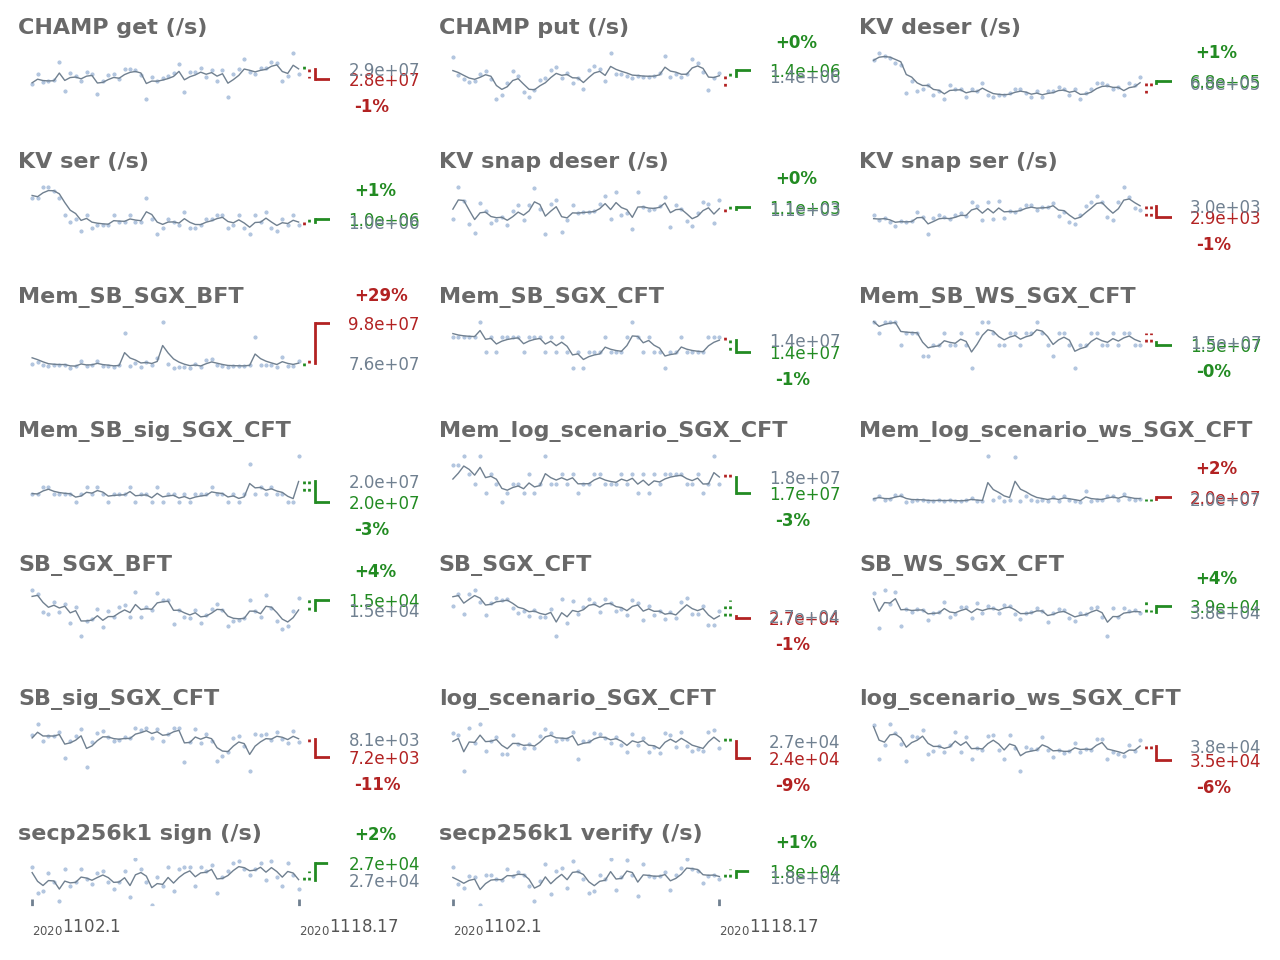 CHAMP get (/s)
2.9e+07
2.8e+07
-1%
CHAMP put (/s)
+0%
1.4e+06
1.4e+06
KV deser (/s)
+1%
6.8e+05
6.8e+05
KV ser (/s)
+1%
1.0e+06
1.0e+06
KV snap deser (/s)
+0%
1.1e+03
1.1e+03
KV snap ser (/s)
3.0e+03
2.9e+03
-1%
Mem_SB_SGX_BFT
+29%
9.8e+07
7.6e+07
Mem_SB_SGX_CFT
1.4e+07
1.4e+07
-1%
Mem_SB_WS_SGX_CFT
1.5e+07
1.5e+07
-0%
Mem_SB_sig_SGX_CFT
2.0e+07
2.0e+07
-3%
Mem_log_scenario_SGX_CFT
1.8e+07
1.7e+07
-3%
Mem_log_scenario_ws_SGX_CFT
+2%
2.0e+07
2.0e+07
SB_SGX_BFT
+4%
1.5e+04
1.5e+04
SB_SGX_CFT
2.7e+04
2.7e+04
-1%
SB_WS_SGX_CFT
+4%
3.9e+04
3.8e+04
SB_sig_SGX_CFT
8.1e+03
7.2e+03
-11%
log_scenario_SGX_CFT
2.7e+04
2.4e+04
-9%
log_scenario_ws_SGX_CFT
3.8e+04
3.5e+04
-6%
secp256k1 sign (/s)
+2%
2.7e+04
2.7e+04
secp256k1 verify (/s)
+1%
1.8e+04
1.8e+04
20201102.1
20201118.17
20201102.1
20201118.17